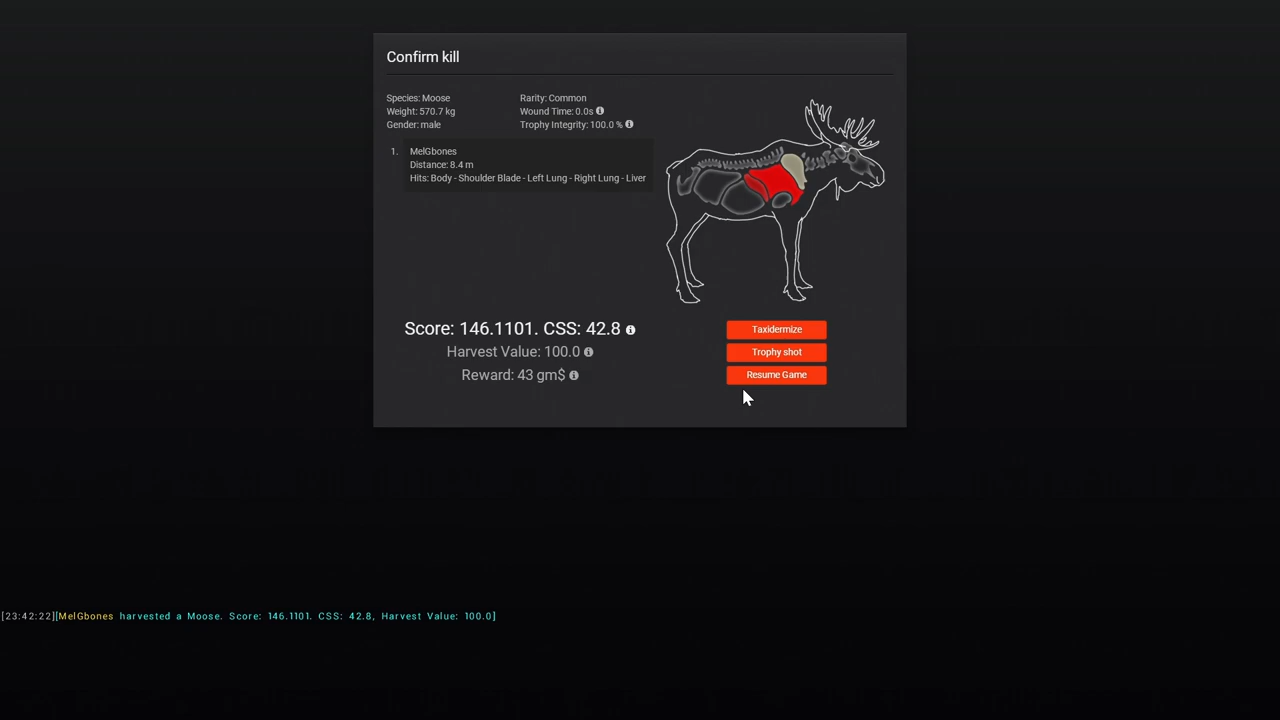 Confirm kill
Species: Moose
Weight: 570.7 kg
Gender: male
Rarity: Common
Wound Time: 0.0s
Trophy Integrity: 100.0 %
1. MelGbones
Distance: 8.4 m
Hits: Body - Shoulder Blade - Left Lung - Right Lung - Liver
Score: 146.1101. CSS: 42.8
Harvest Value: 100.0
Reward: 43 gm$
Taxidermize
Trophy shot
Resume Game
[23:42:22][MelGbones harvested a Moose. Score: 146.1101. CSS: 42.8, Harvest Value: 100.0]